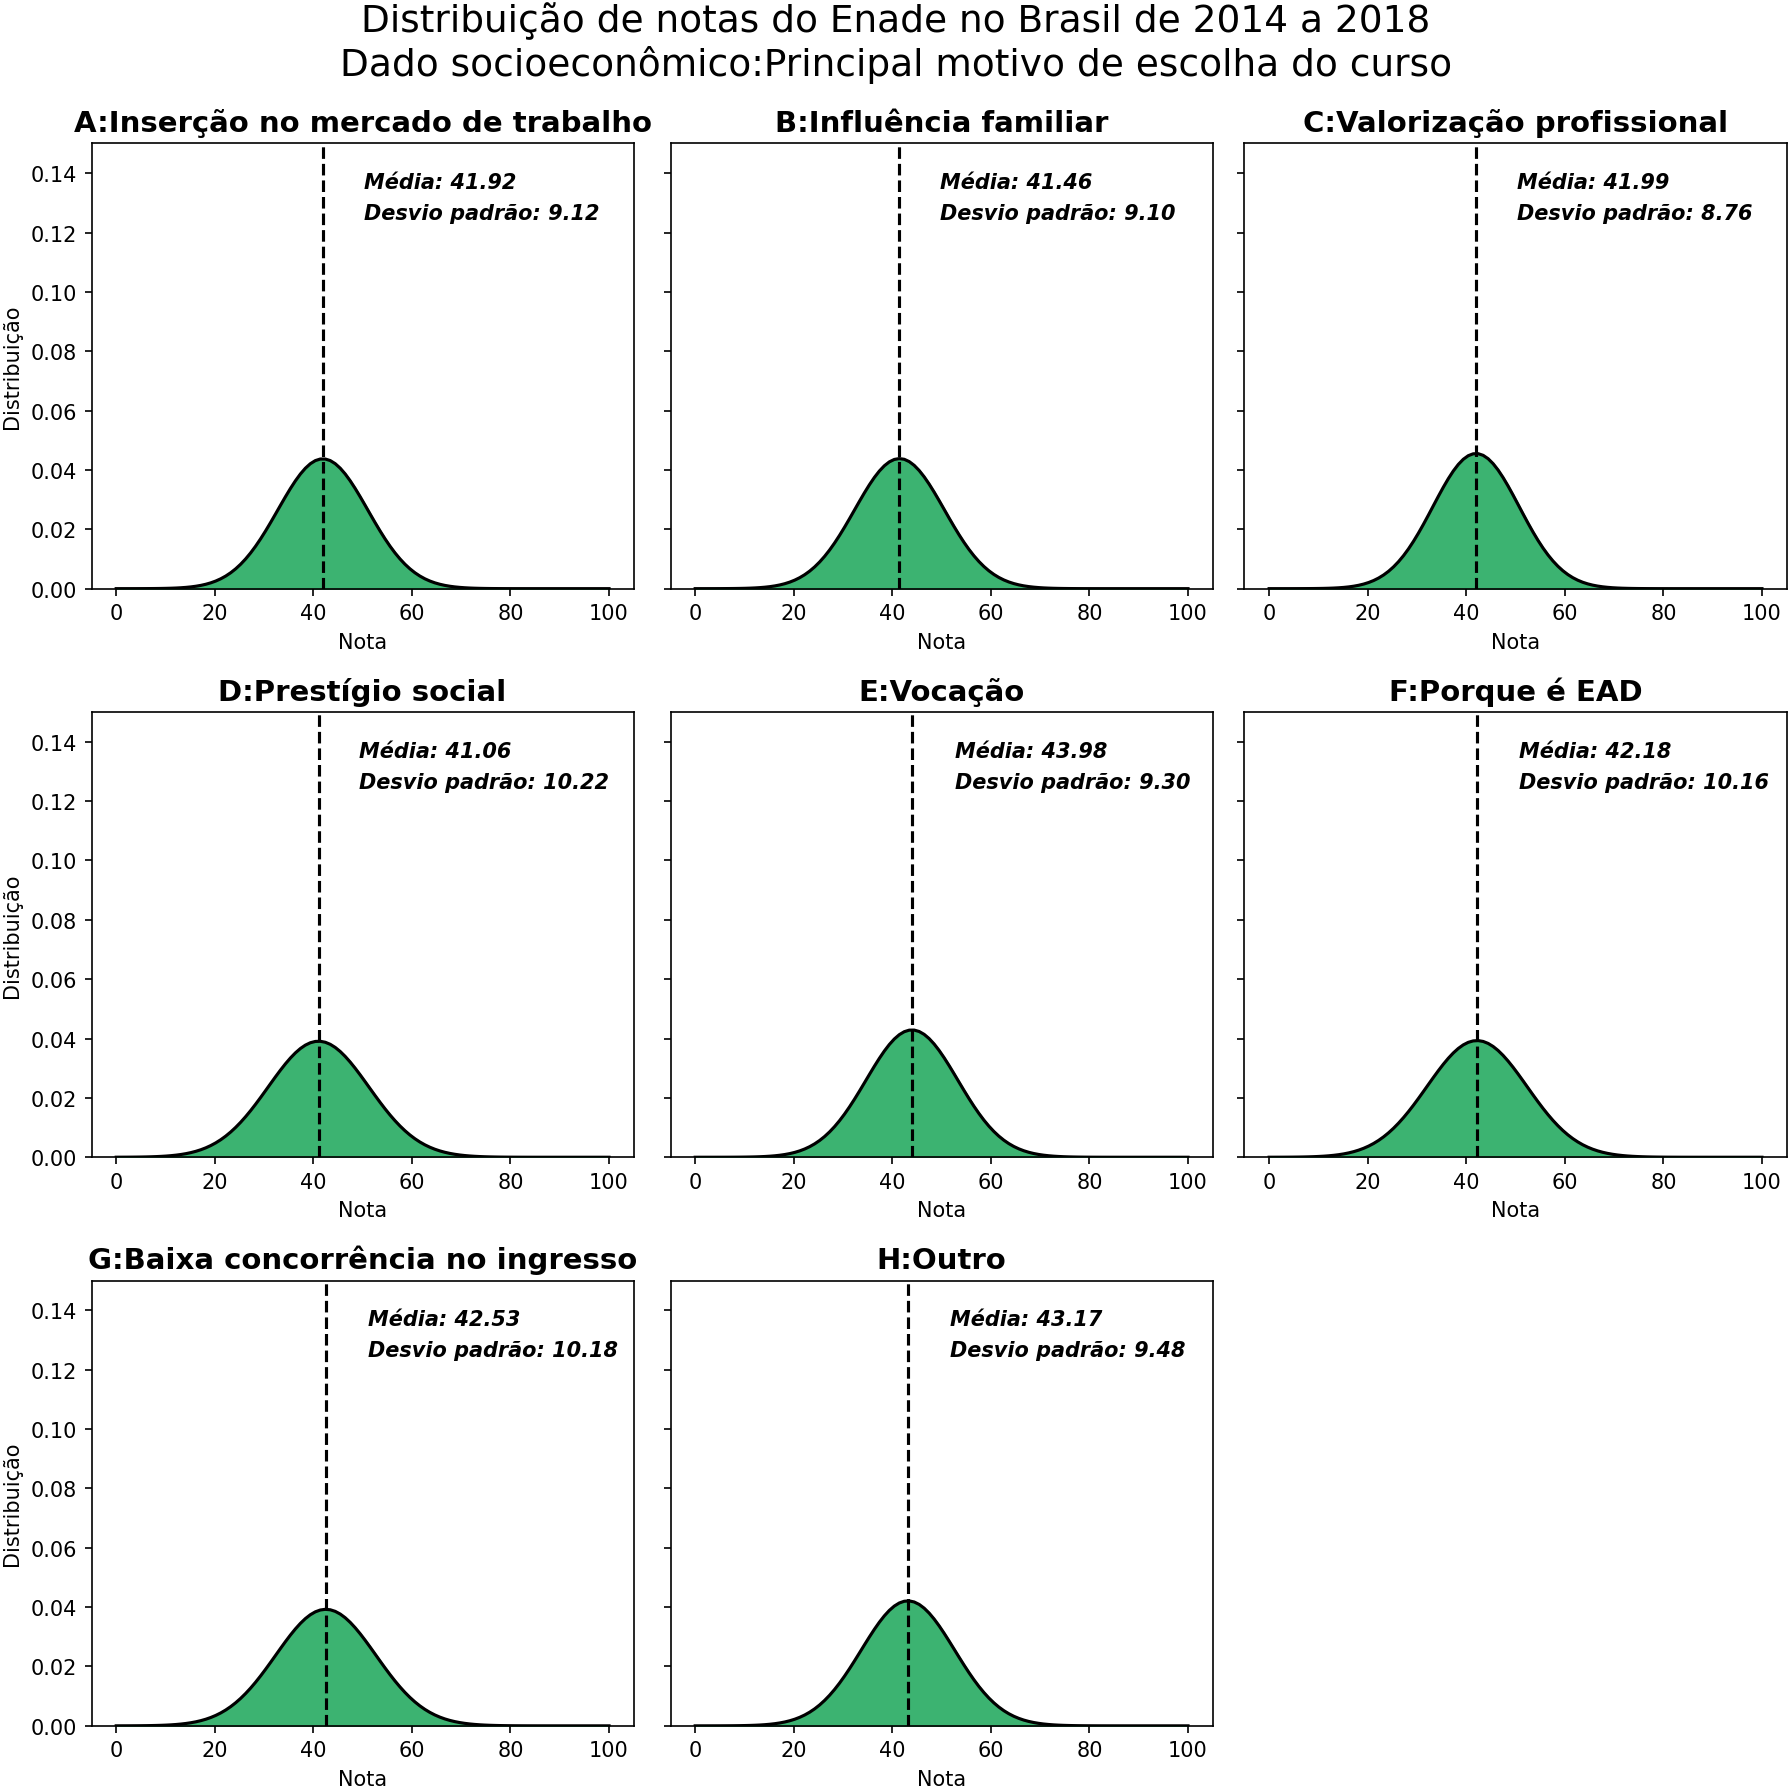 Distribuição de notas do Enade no Brasil de 2014 a 2018
Dado socioeconômico:Principal motivo de escolha do curso
A:Inserção no mercado de trabalho
Média: 41.92
Desvio padrão: 9.12
Distribuição
0.14
0.12
0.10
0.08
0.06
0.04
0.02
0.00
0 20 40 60 80 100
Nota
B:Influência familiar
Média: 41.46
Desvio padrão: 9.10
0 20 40 60 80 100
Nota
C:Valorização profissional
Média: 41.99
Desvio padrão: 8.76
0 20 40 60 80 100
Nota
D:Prestígio social
Média: 41.06
Desvio padrão: 10.22
Distribuição
0.14
0.12
0.10
0.08
0.06
0.04
0.02
0.00
0 20 40 60 80 100
Nota
E:Vocação
Média: 43.98
Desvio padrão: 9.30
0 20 40 60 80 100
Nota
F:Porque é EAD
Média: 42.18
Desvio padrão: 10.16
0 20 40 60 80 100
Nota
G:Baixa concorrência no ingresso
Média: 42.53
Desvio padrão: 10.18
Distribuição
0.14
0.12
0.10
0.08
0.06
0.04
0.02
0.00
0 20 40 60 80 100
Nota
H:Outro
Média: 43.17
Desvio padrão: 9.48
0 20 40 60 80 100
Nota